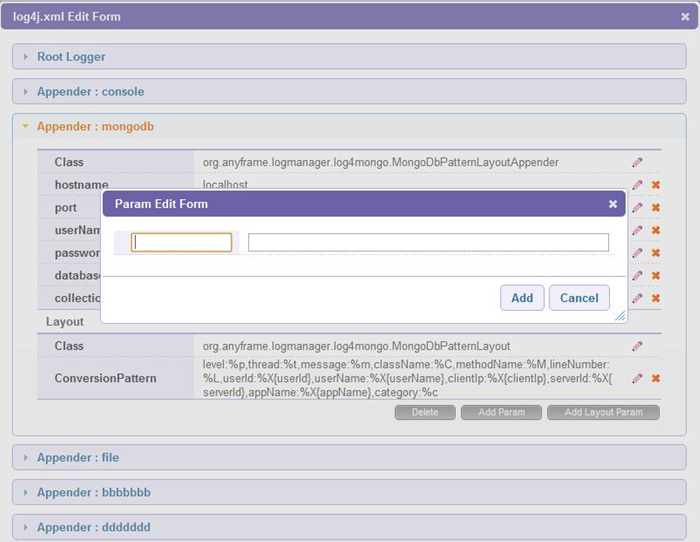 log4j.xml Edit Form
Root Logger
Appender : console
Appender : mongodb
Class org.anyframe.logmanager.log4mongo.MongoDbPatternLayoutAppender
hostname localhost
port
userNam
passwor
databas
collectio
Param Edit Form
Add Cancel
Layout
Class org.anyframe.logmanager.log4mongo.MongoDbPatternLayout
ConversionPattern level:%p,thread:%t,message:%m,className:%C,methodName:%M,lineNumber:
%L,userId:%X{userId},userName:%X{userName},clientIp:%X{clientIp},serverId:%X{
serverId},appName:%X{appName},category:%c
Delete Add Param Add Layout Param
Appender : file
Appender : bbbbbbb
Appender : ddddddd